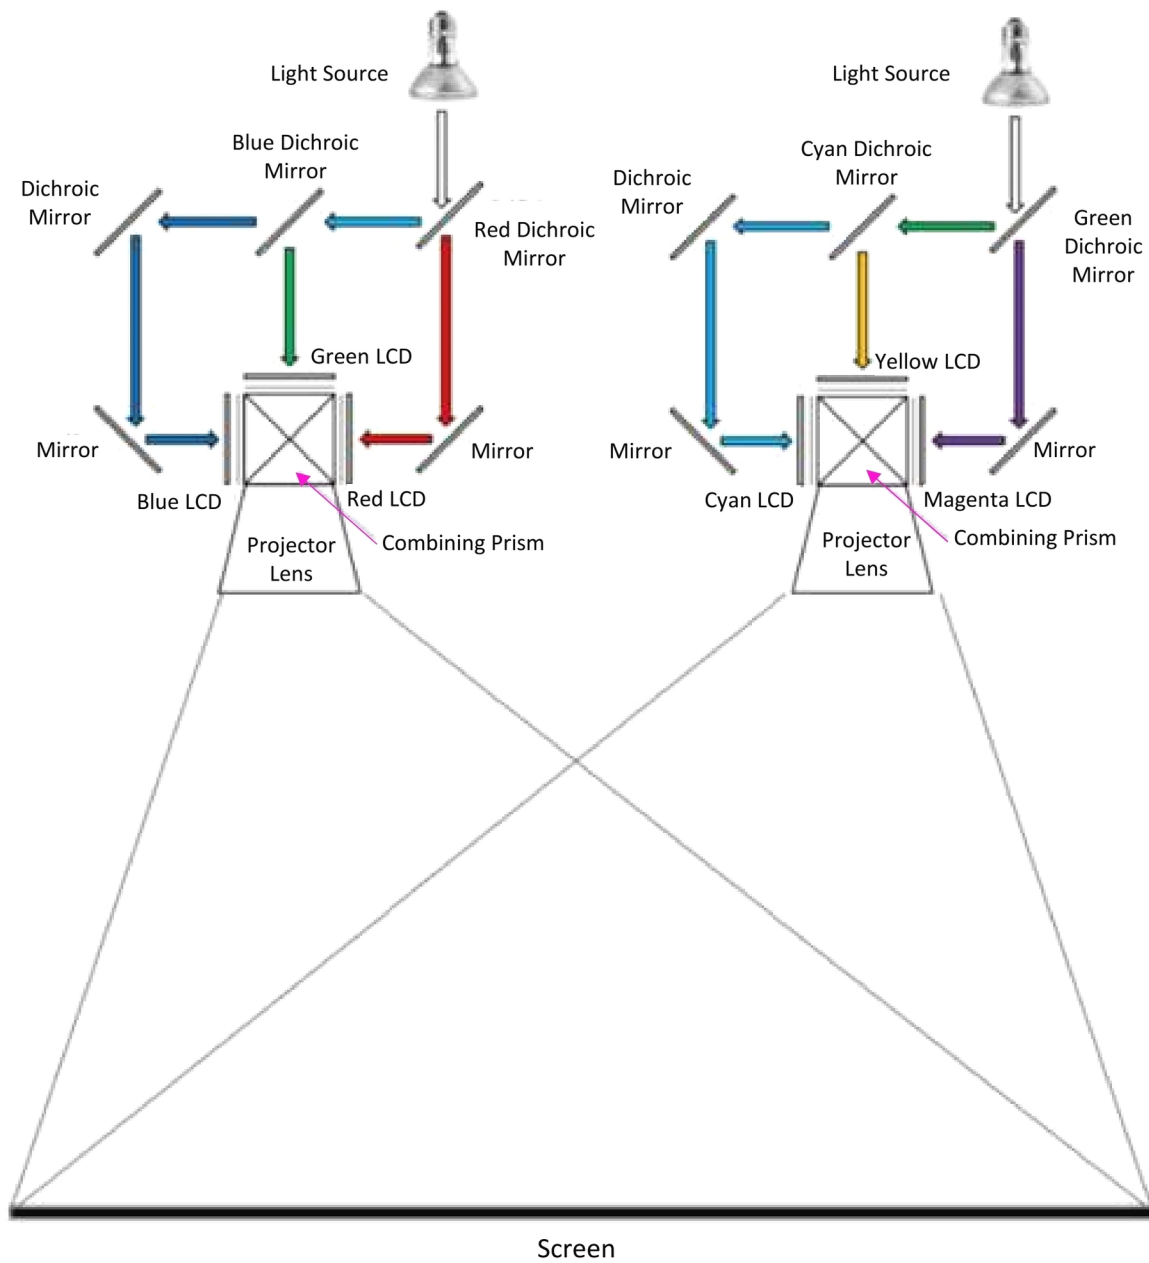 Light Source
Blue Dichroic
Mirror
Dichroic
Mirror
Red Dichroic
Mirror
Green LCD
Mirror
Mirror
Blue LCD
Red LCD
Combining Prism
Projector
Lens
Light Source
Cyan Dichroic
Mirror
Dichroic
Mirror
Green
Dichroic
Mirror
Yellow LCD
Mirror
Mirror
Cyan LCD
Magenta LCD
Combining Prism
Projector
Lens
Screen